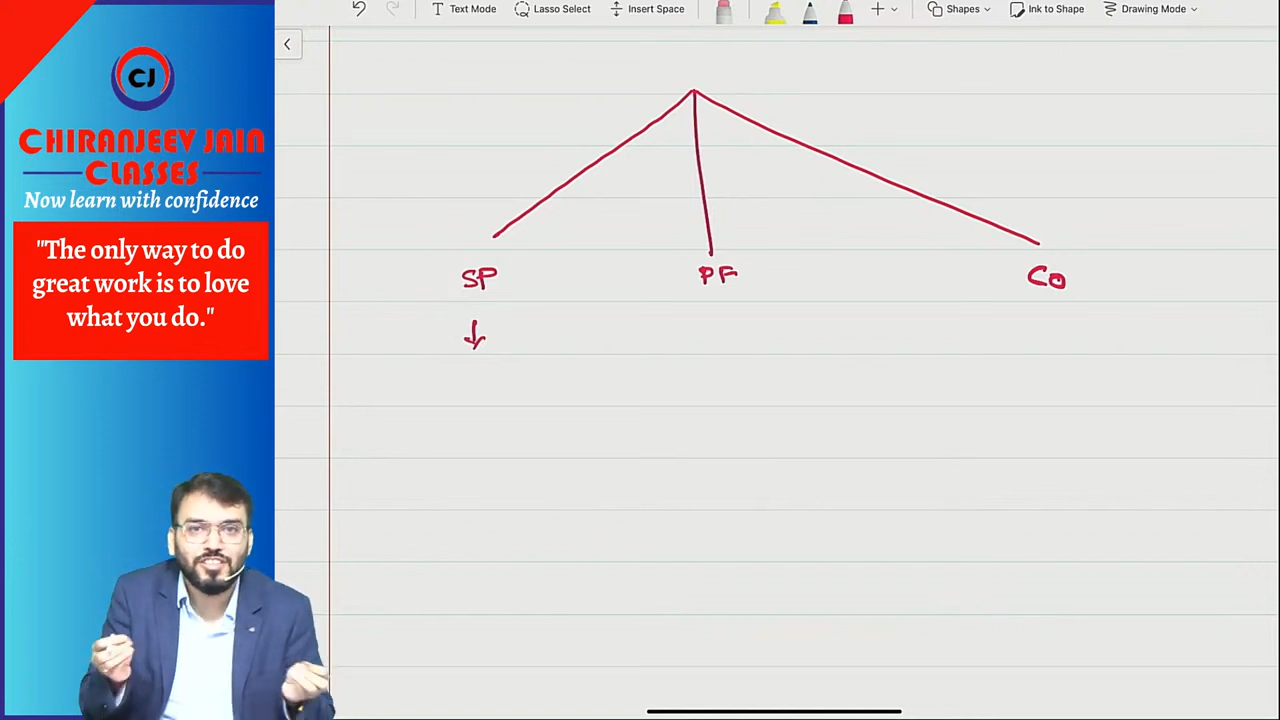 Text Mode
Lasso Select
Insert Space
Shapes
Ink to Shape
Drawing Mode
CJ
CHIRANJEEV JAIN
CLASSES
Now learn with confidence
"The only way to do
great work is to love
what you do."
SP
PF
CO